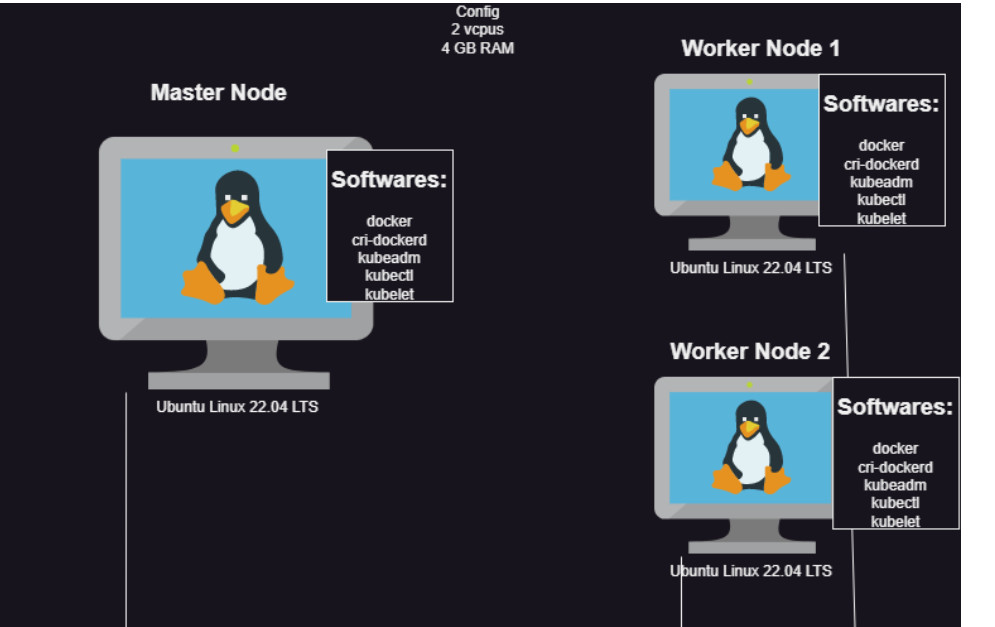 Config
2 vcpus
4 GB RAM
Master Node
Softwares:
docker
cri-dockerd
kubeadm
kubectl
kubelet
Ubuntu Linux 22.04 LTS
Worker Node 1
Softwares:
docker
cri-dockerd
kubeadm
kubectl
kubelet
Ubuntu Linux 22.04 LTS
Worker Node 2
Softwares:
docker
cri-dockerd
kubeadm
kubectl
kubelet
Ubuntu Linux 22.04 LTS